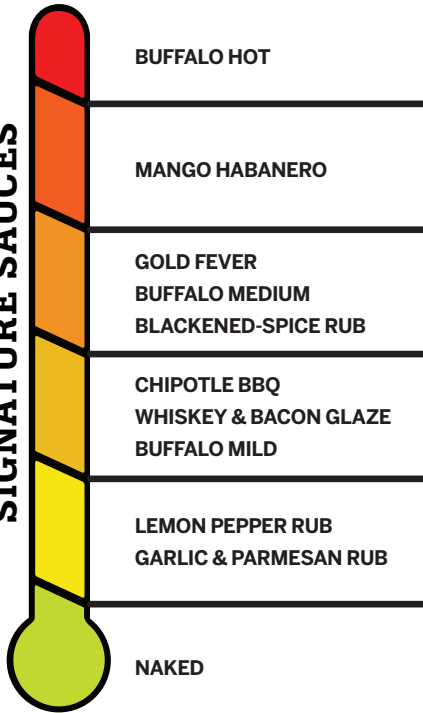 SIGNATURE SAUCES
BUFFALO HOT
MANGO HABANERO
GOLD FEVER
BUFFALO MEDIUM
BLACKENED-SPICE RUB
CHIPOTLE BBQ
WHISKEY & BACON GLAZE
BUFFALO MILD
LEMON PEPPER RUB
GARLIC & PARMESAN RUB
NAKED